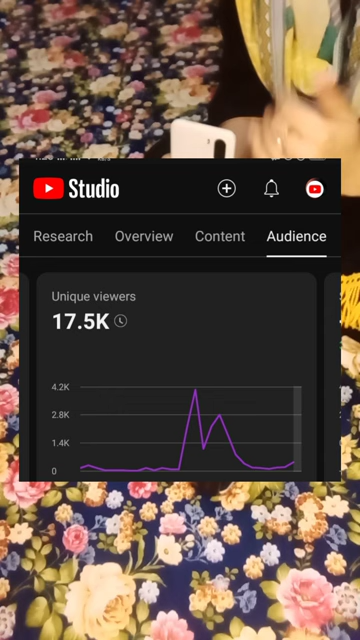 Studio
Research Overview Content Audience
Unique viewers
17.5K
4.2K
2.8K
1.4K
0